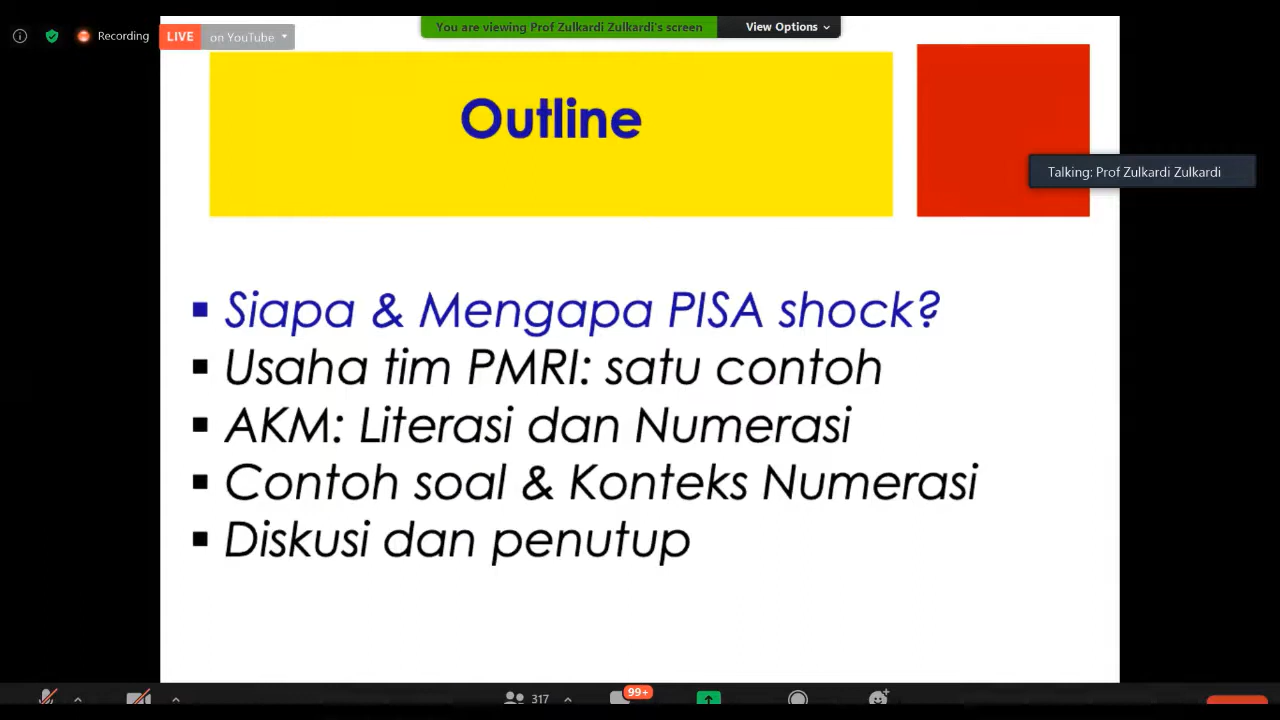 You are viewing Prof Zulkardi Zulkardi's screen
View Options
Recording
LIVE
on YouTube
Outline
Talking: Prof Zulkardi Zulkardi
Siapa & Mengapa PISA shock?
Usaha tim PMRI: satu contoh
AKM: Literasi dan Numerasi
Contoh soal & Konteks Numerasi
Diskusi dan penutup
317
99+